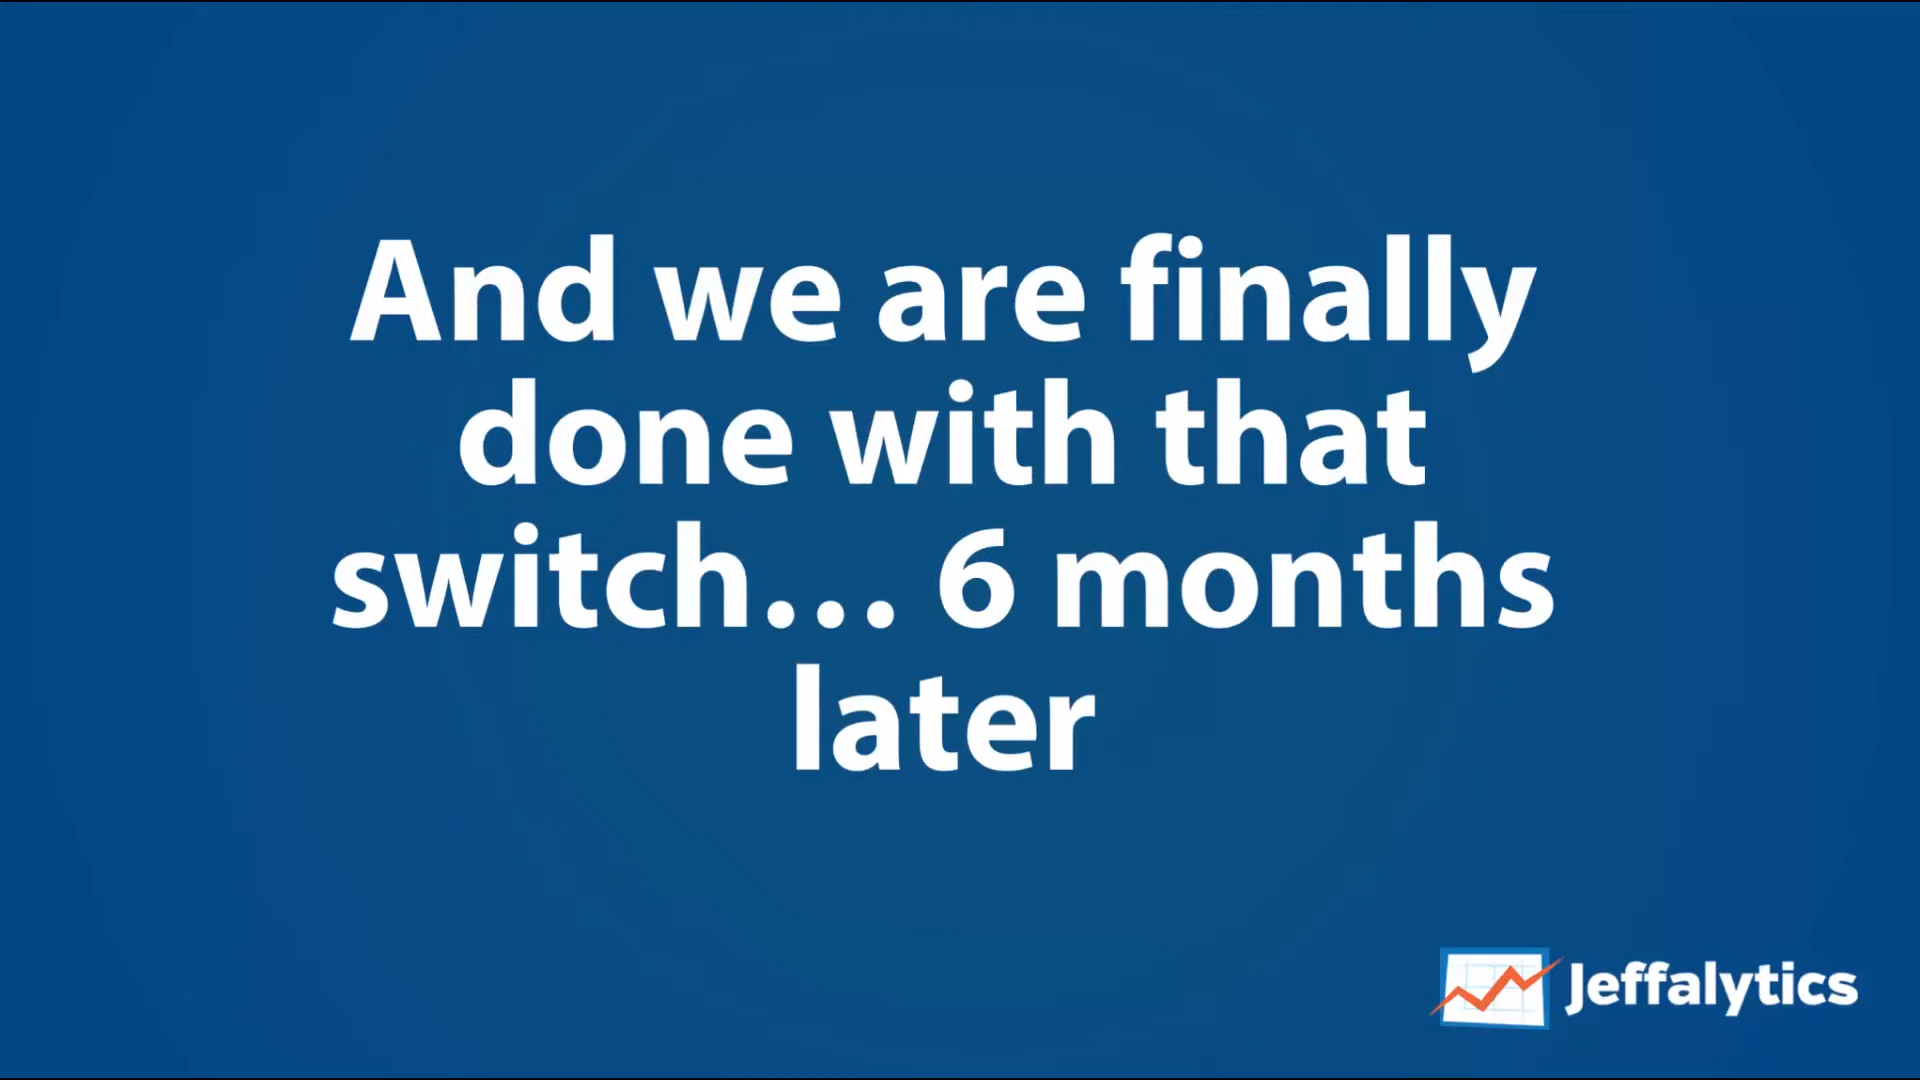 And we are finally
done with that
switch... 6 months
later
Jeffalytics